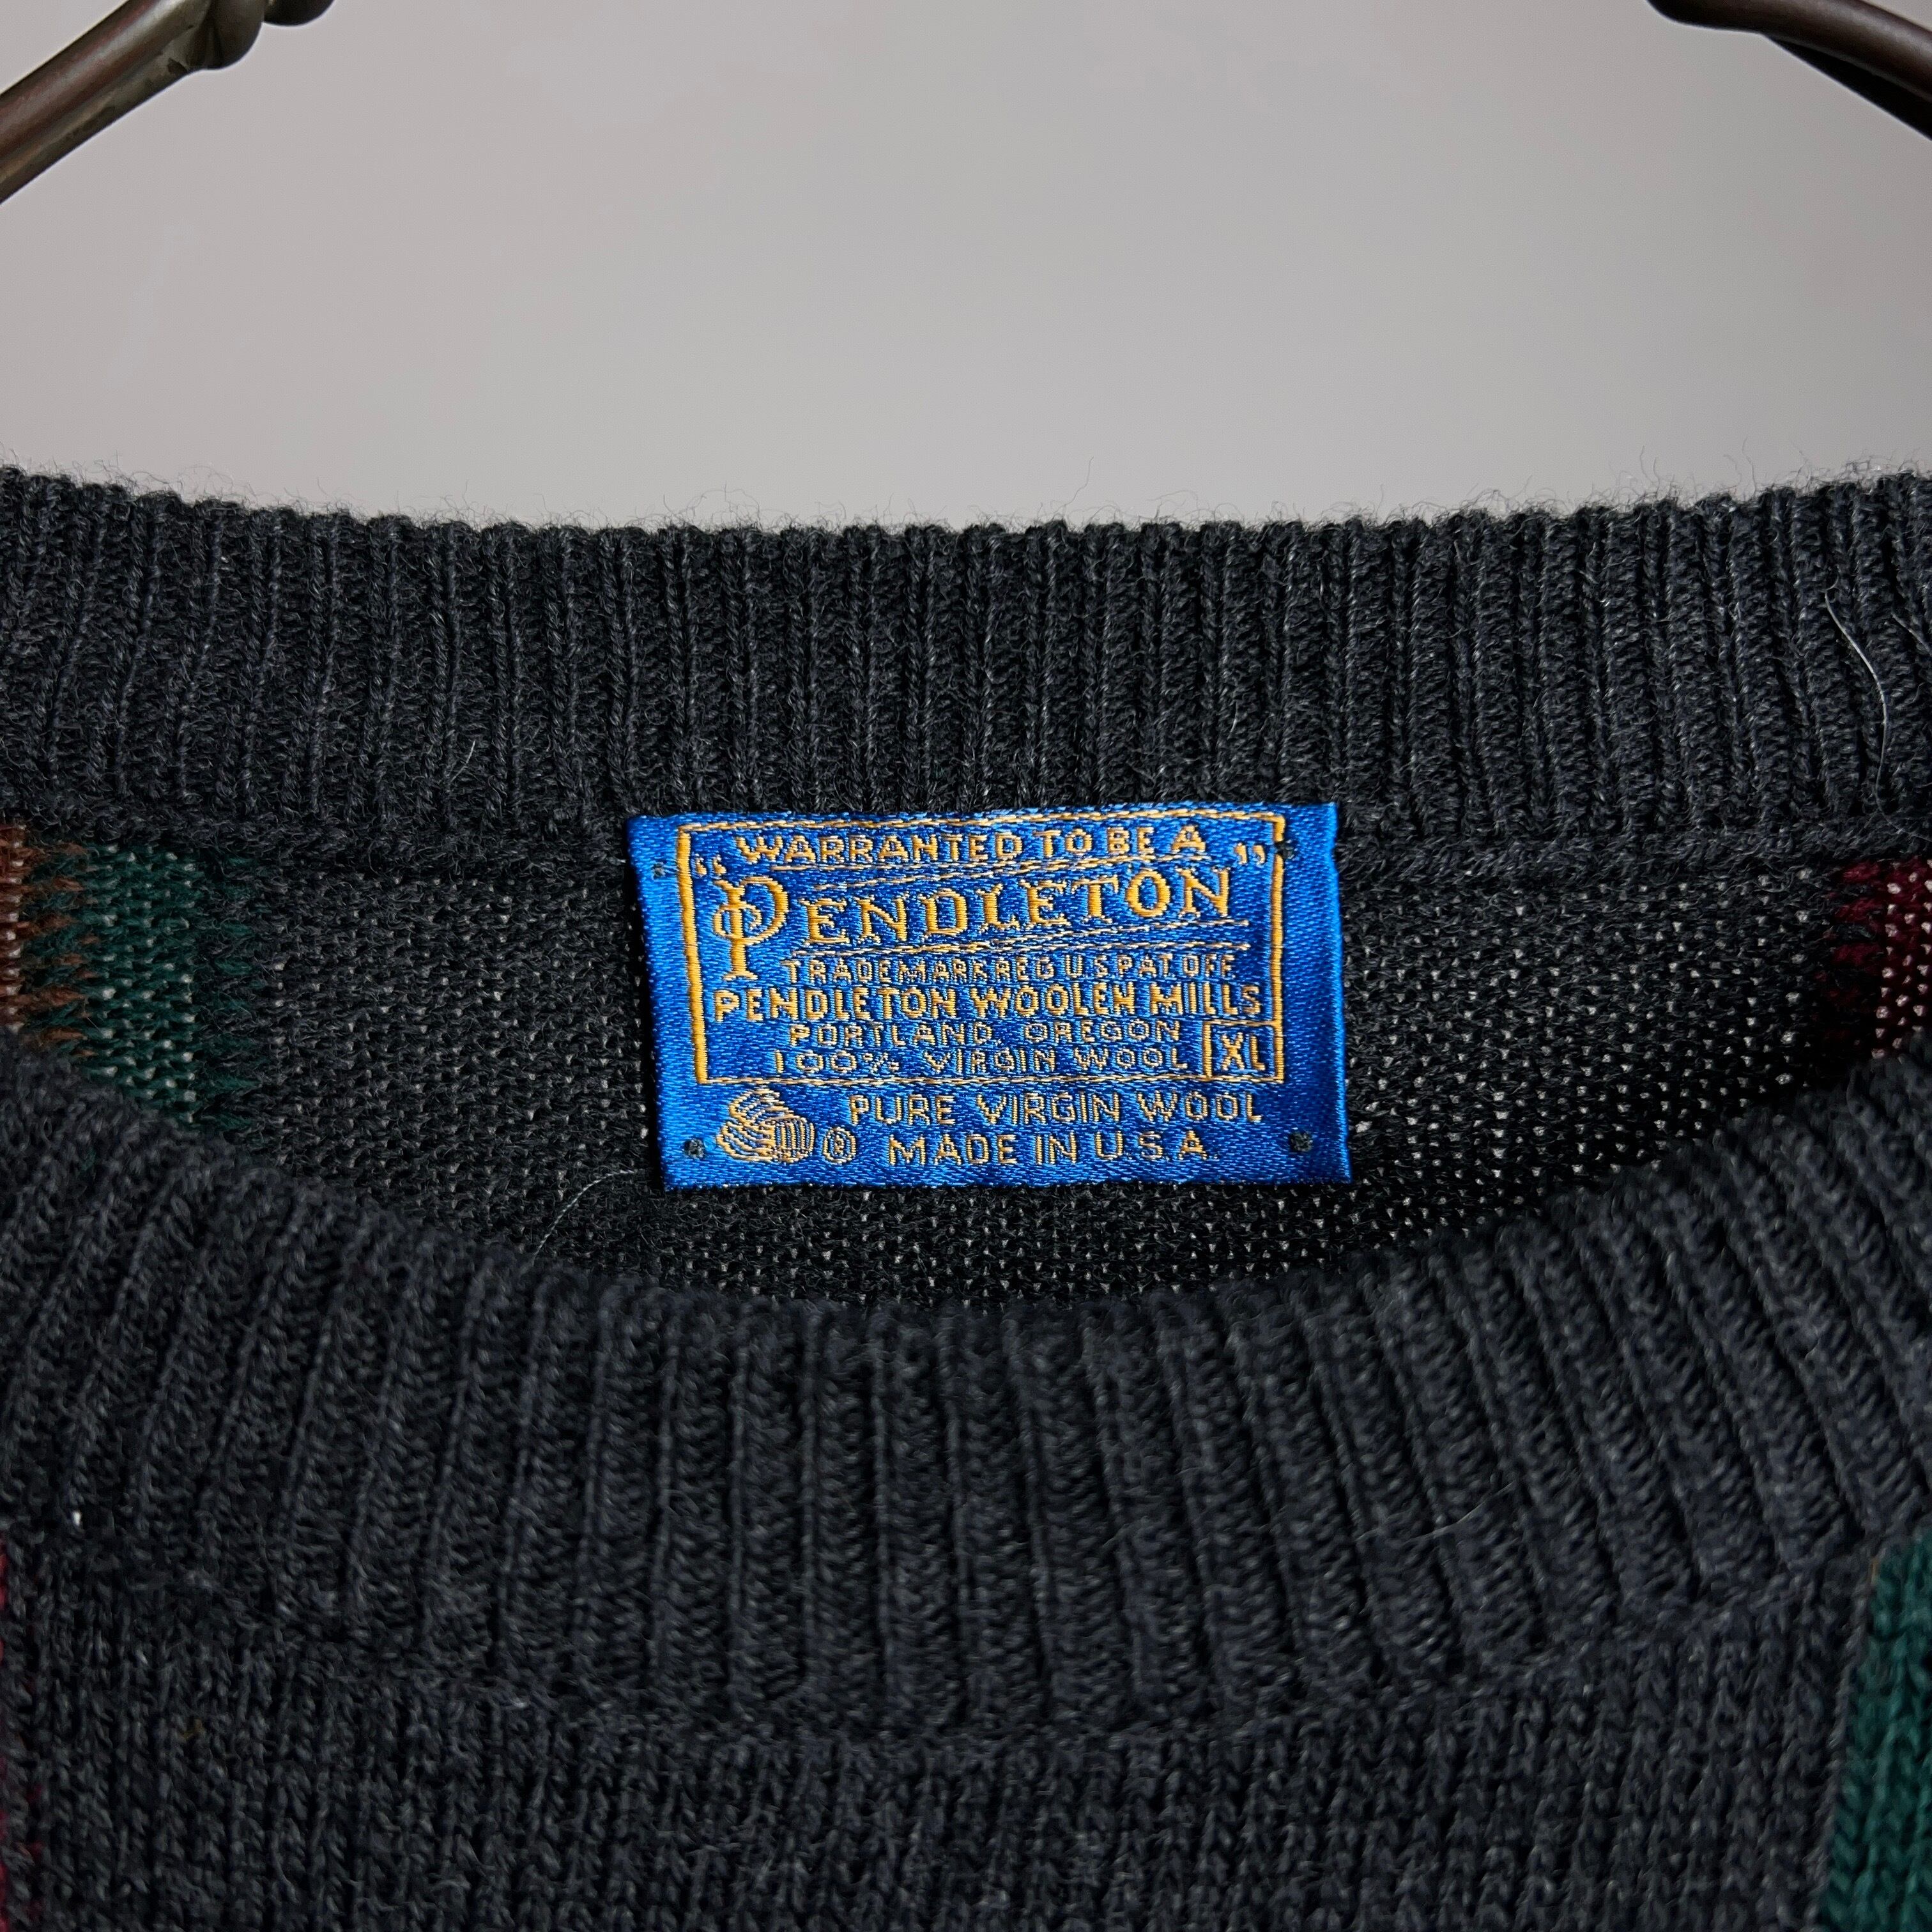 WARRANTED TO BE A
"PENDLETON"
TRADEMARK REG U.S. PAT. OFF.
PENDLETON WOOLEN MILLS
PORTLAND, OREGON
100% VIRGIN WOOL XL
PURE VIRGIN WOOL
® MADE IN U.S.A.